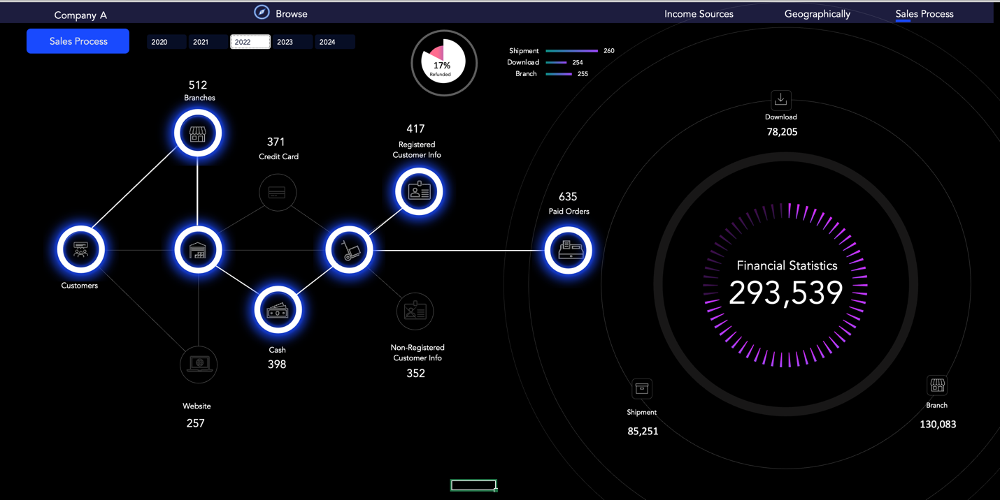 Company A
Browse
Income Sources
Geographically
Sales Process
Sales Process
2020
2021
2022
2023
2024
17%
Refunded
Shipment
260
Download
254
Branch
255
512
Branches
371
Credit Card
417
Registered
Customer Info
635
Paid Orders
Customers
Cash
398
Non-Registered
Customer Info
352
Website
257
Download
78,205
Financial Statistics
293,539
Shipment
85,251
Branch
130,083